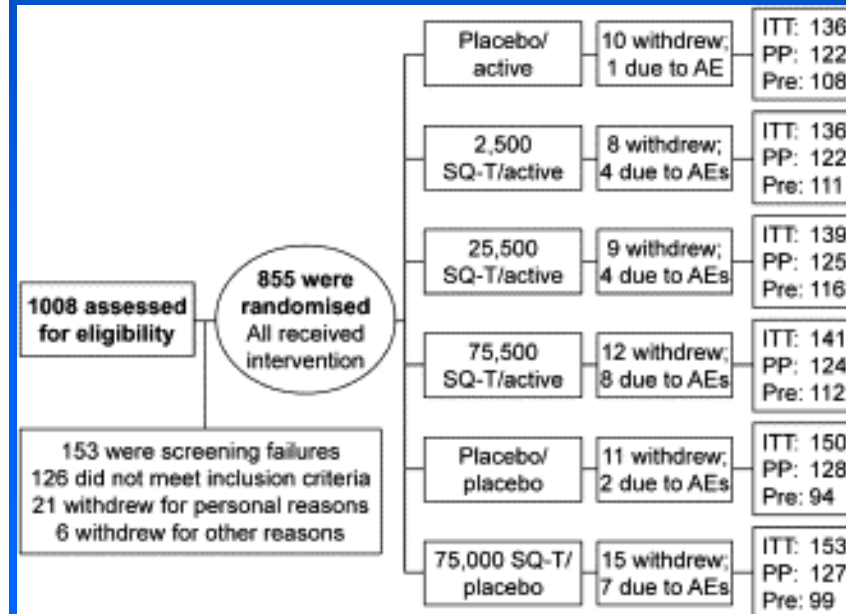 1008 assessed
for eligibility
855 were
randomised
All received
intervention
153 were screening failures
126 did not meet inclusion criteria
21 withdrew for personal reasons
6 withdrew for other reasons
Placebo/
active
10 withdrew;
1 due to AE
ITT: 136
PP: 122
Pre: 108
2,500
SQ-T/active
8 withdrew;
4 due to AEs
ITT: 136
PP: 122
Pre: 111
25,500
SQ-T/active
9 withdrew;
4 due to AEs
ITT: 139
PP: 125
Pre: 116
75,500
SQ-T/active
12 withdrew;
8 due to AEs
ITT: 141
PP: 124
Pre: 112
Placebo/
placebo
11 withdrew;
2 due to AEs
ITT: 150
PP: 128
Pre: 94
75,000 SQ-T/
placebo
15 withdrew;
7 due to AEs
ITT: 153
PP: 127
Pre: 99